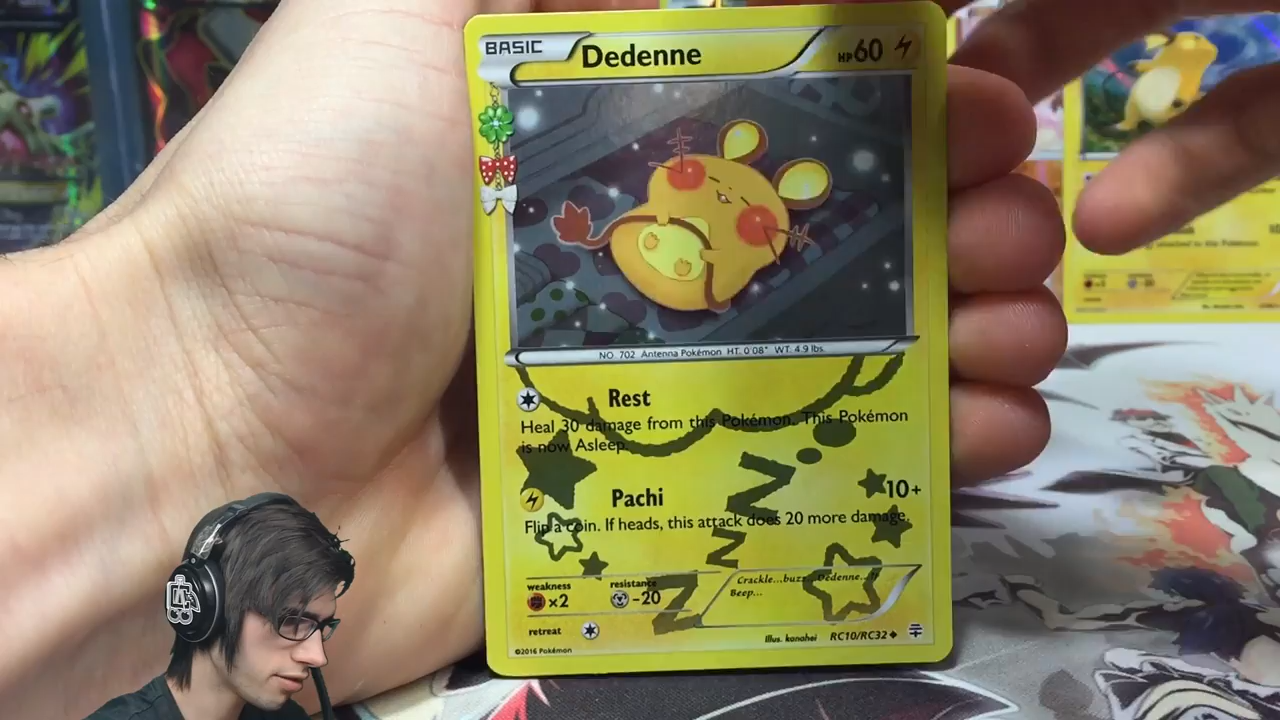 BASIC Dedenne HP60
NO. 702 Antenna Pokémon HT. 0'08" WT. 4.9 lbs.
Rest
Heal 30 damage from this Pokémon. This Pokémon
is now Asleep.
Pachi 10+
Flip a coin. If heads, this attack does 20 more damage.
weakness resistance
×2 -20
Crackle...buzz...Dedenne...!!
Beep...
retreat
Illus. kanahei RC10/RC32
©2016 Pokémon